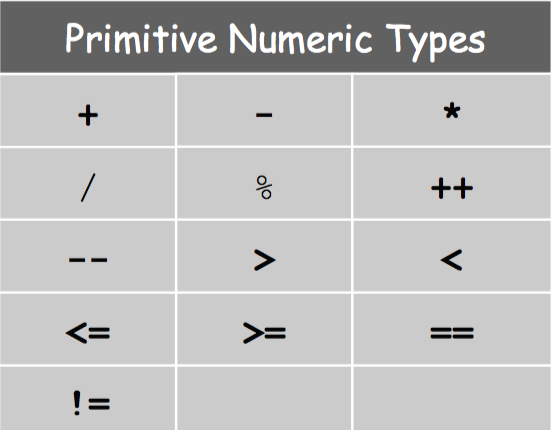 Primitive Numeric Types
+ - *
/ % ++
-- > <
<= >= ==
!=